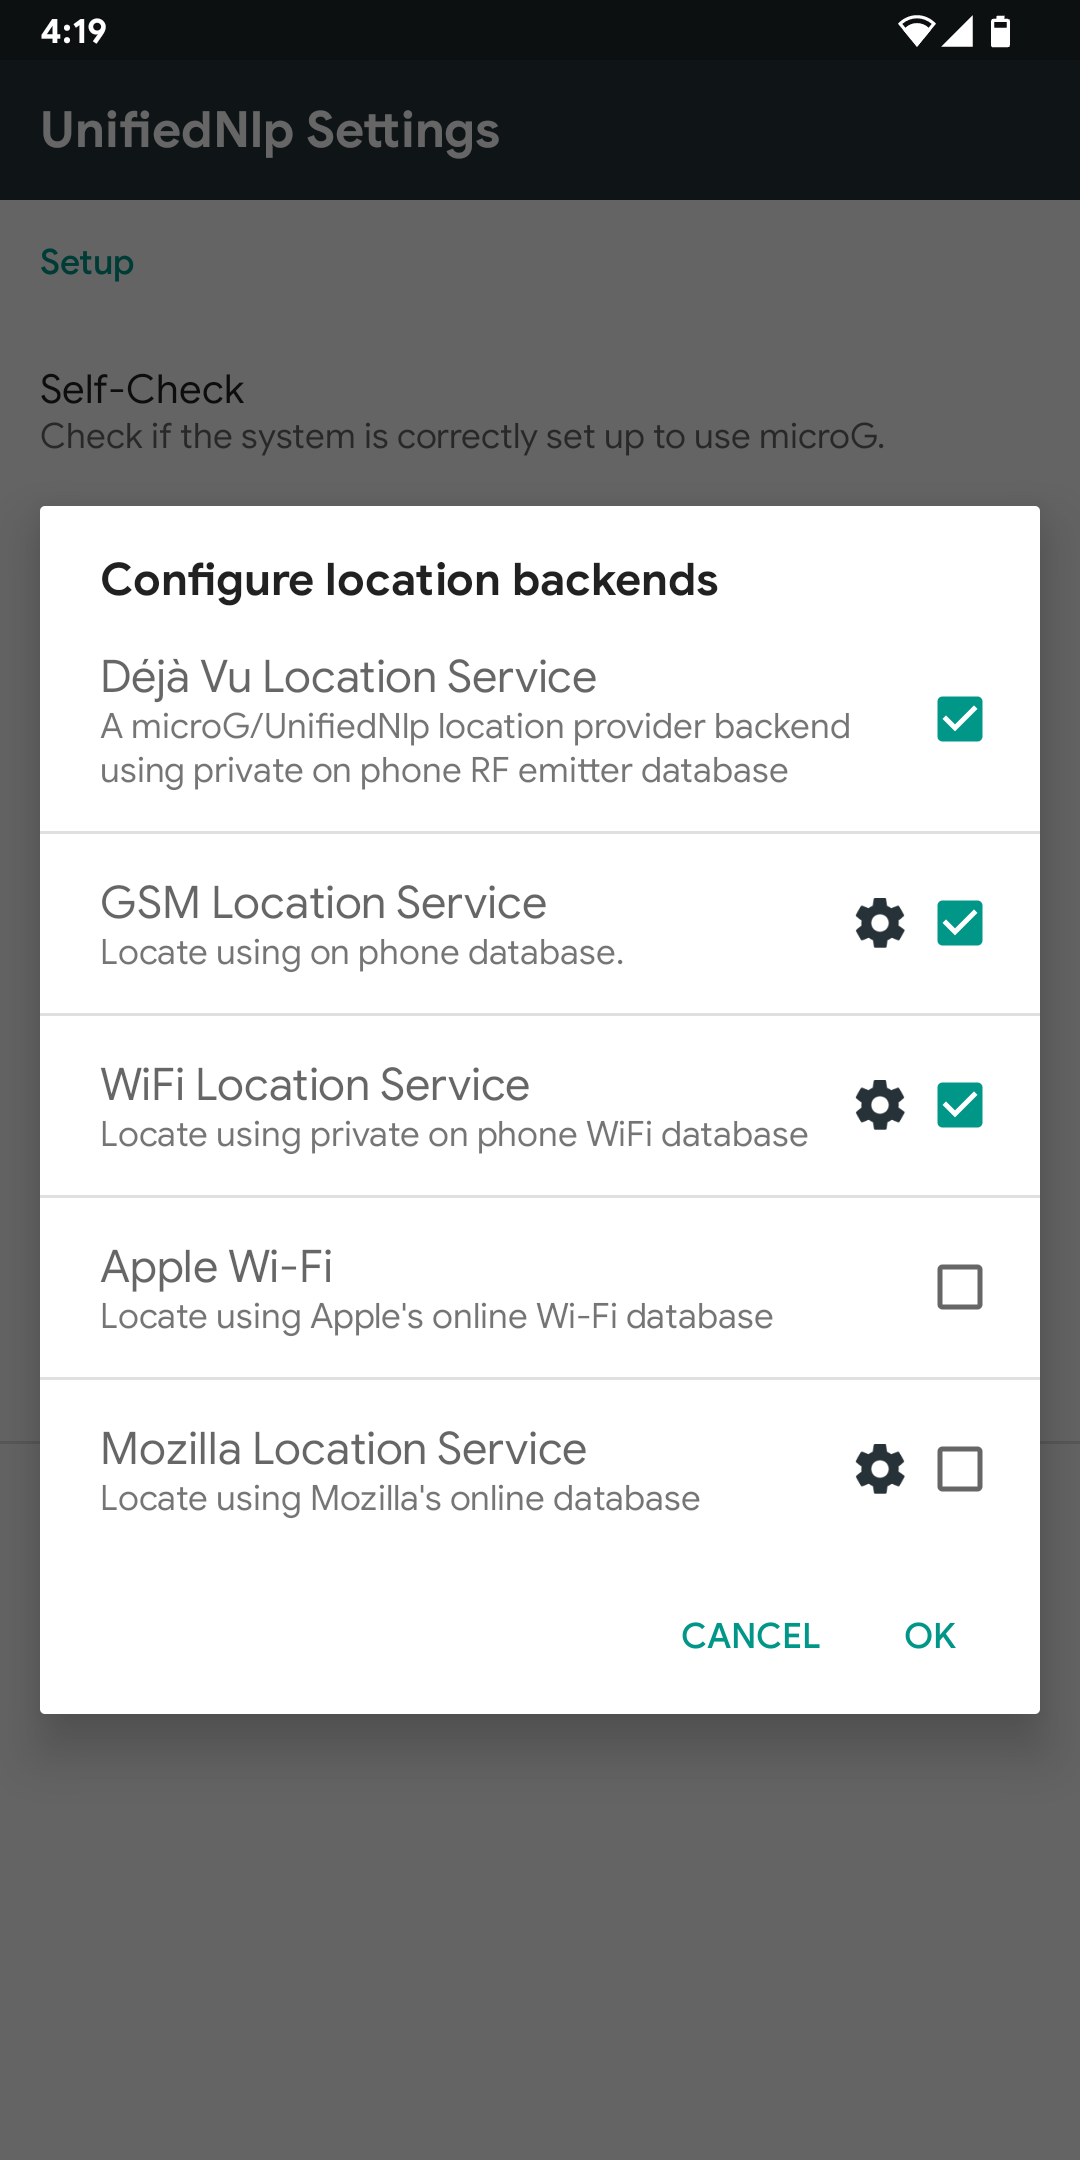 4:19
UnifiedNlp Settings
Setup
Self-Check
Check if the system is correctly set up to use microG.
Configure location backends
Déjà Vu Location Service
A microG/UnifiedNlp location provider backend
using private on phone RF emitter database
GSM Location Service
Locate using on phone database.
WiFi Location Service
Locate using private on phone WiFi database
Apple Wi-Fi
Locate using Apple's online Wi-Fi database
Mozilla Location Service
Locate using Mozilla's online database
CANCEL OK